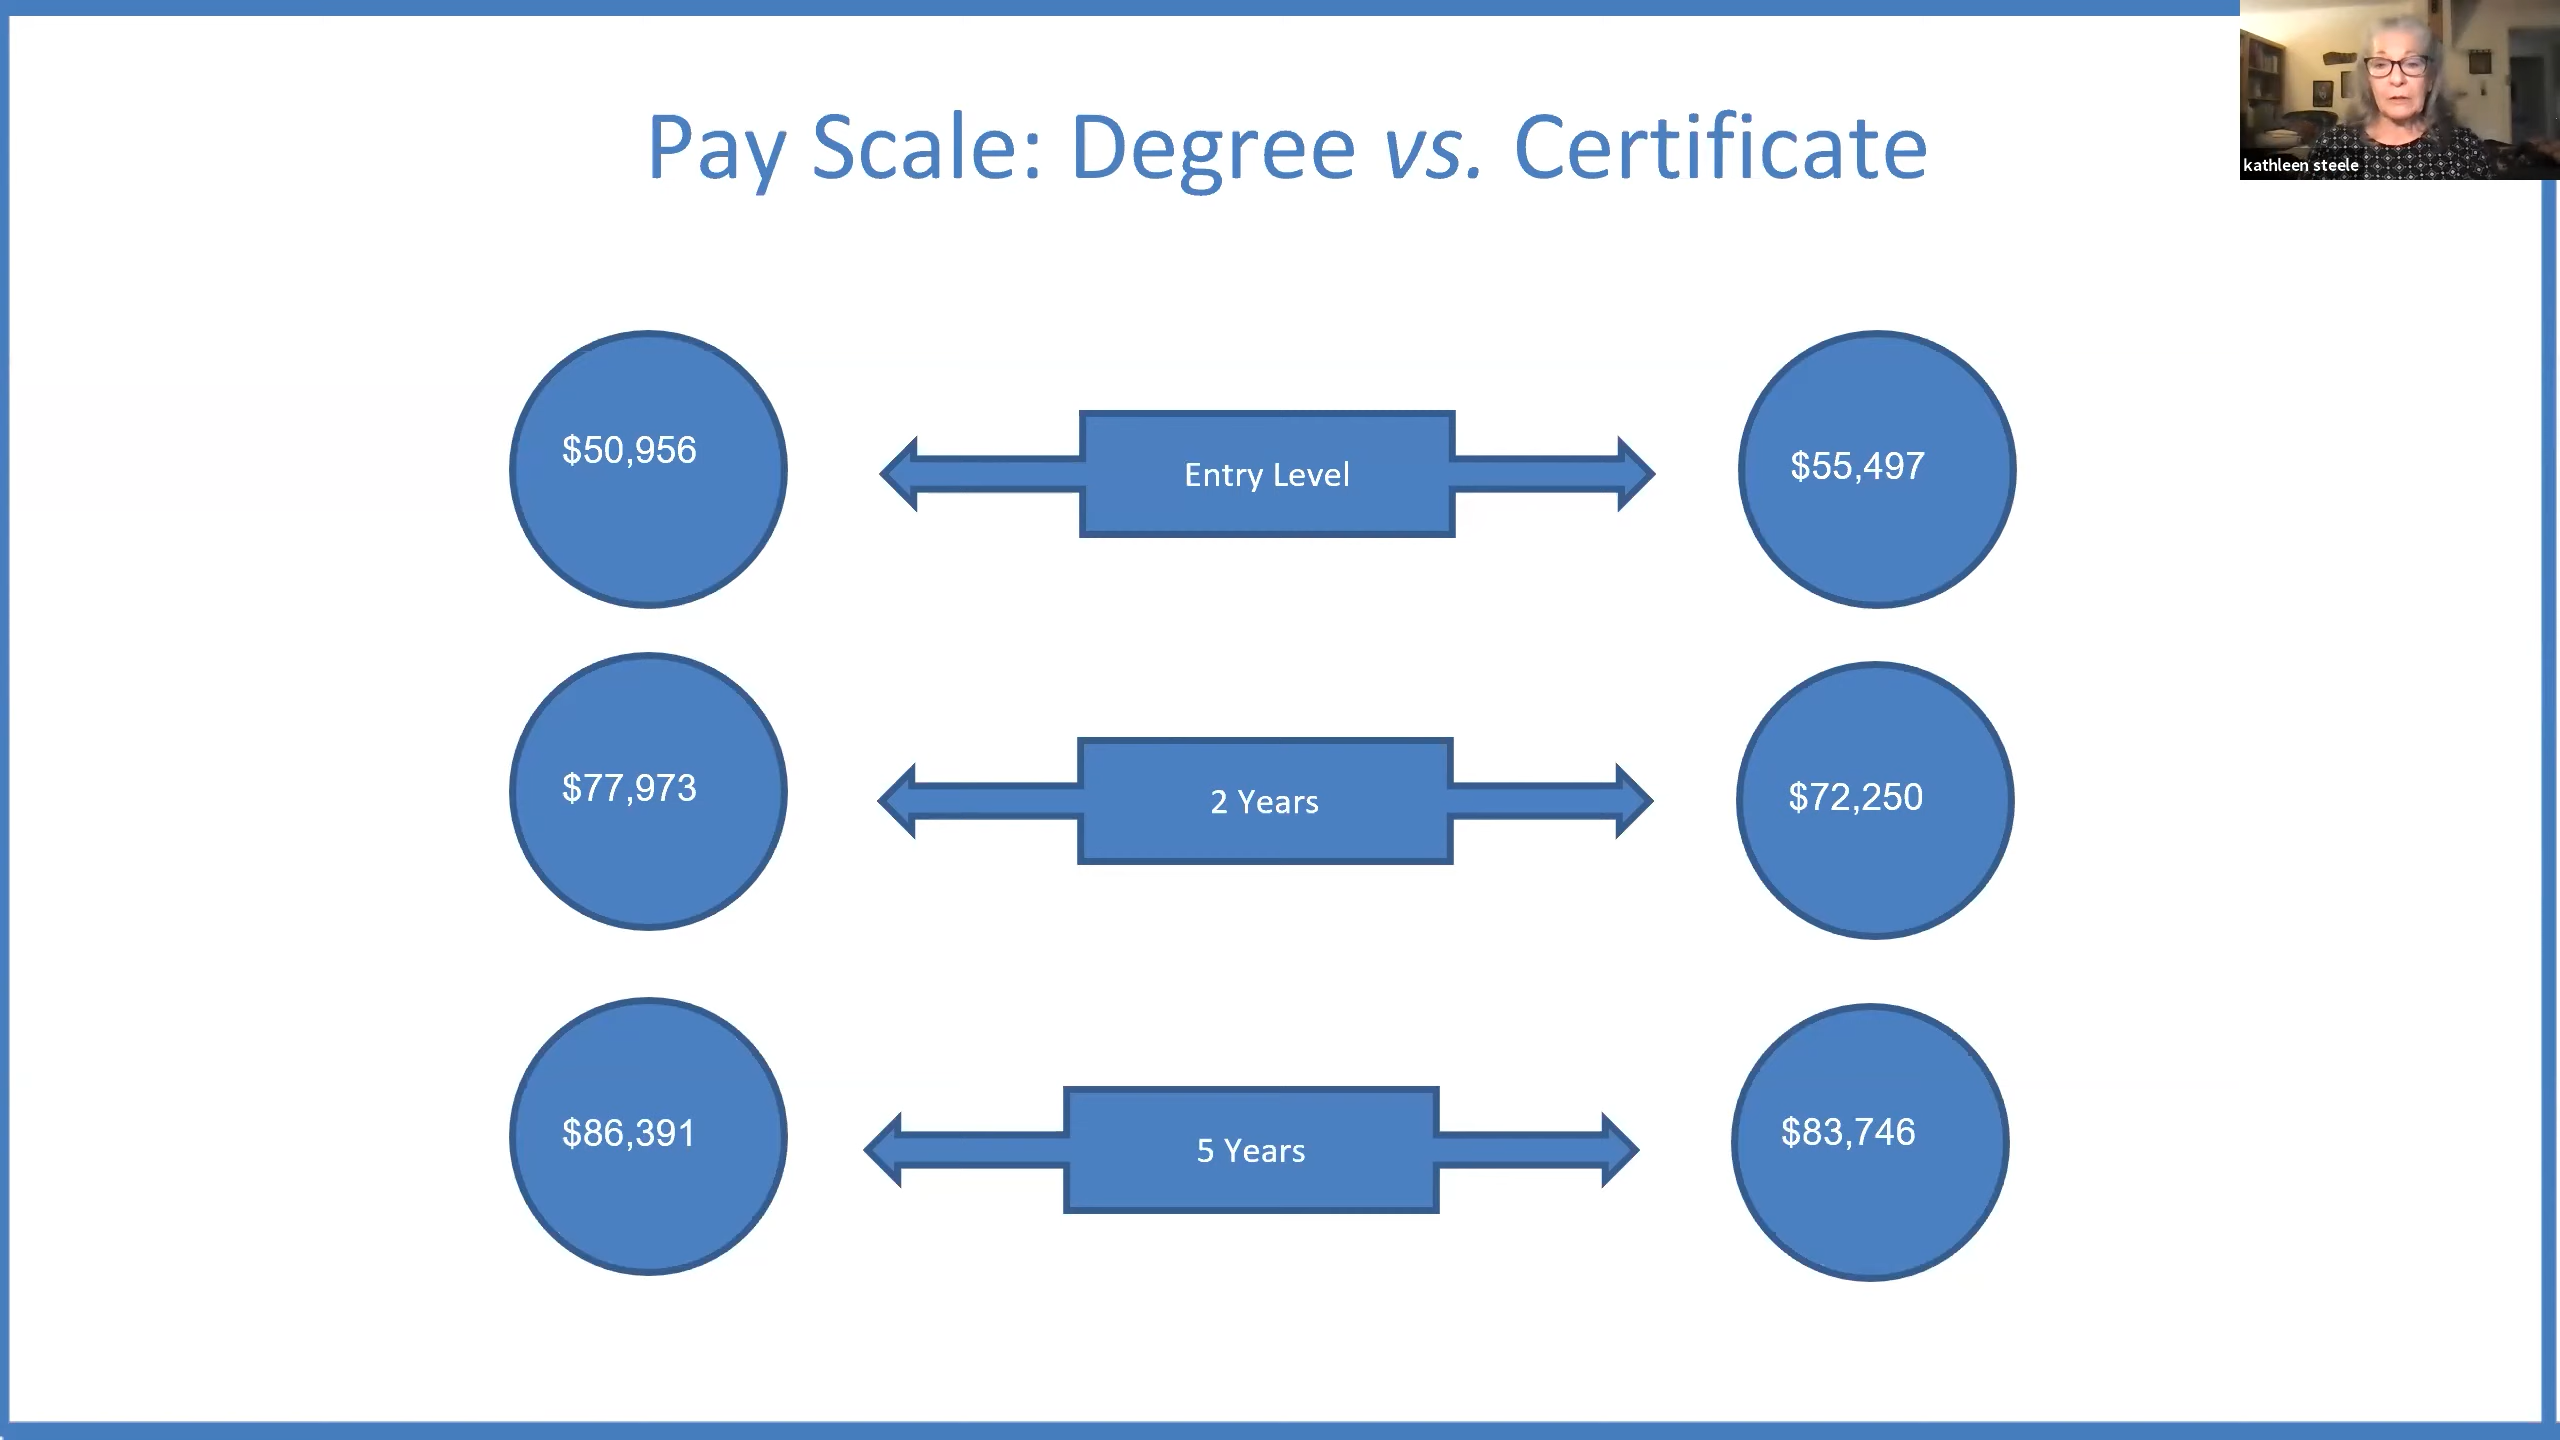 Pay Scale: Degree vs. Certificate
kathleen steele
$50,956
Entry Level
$55,497
$77,973
2 Years
$72,250
$86,391
5 Years
$83,746